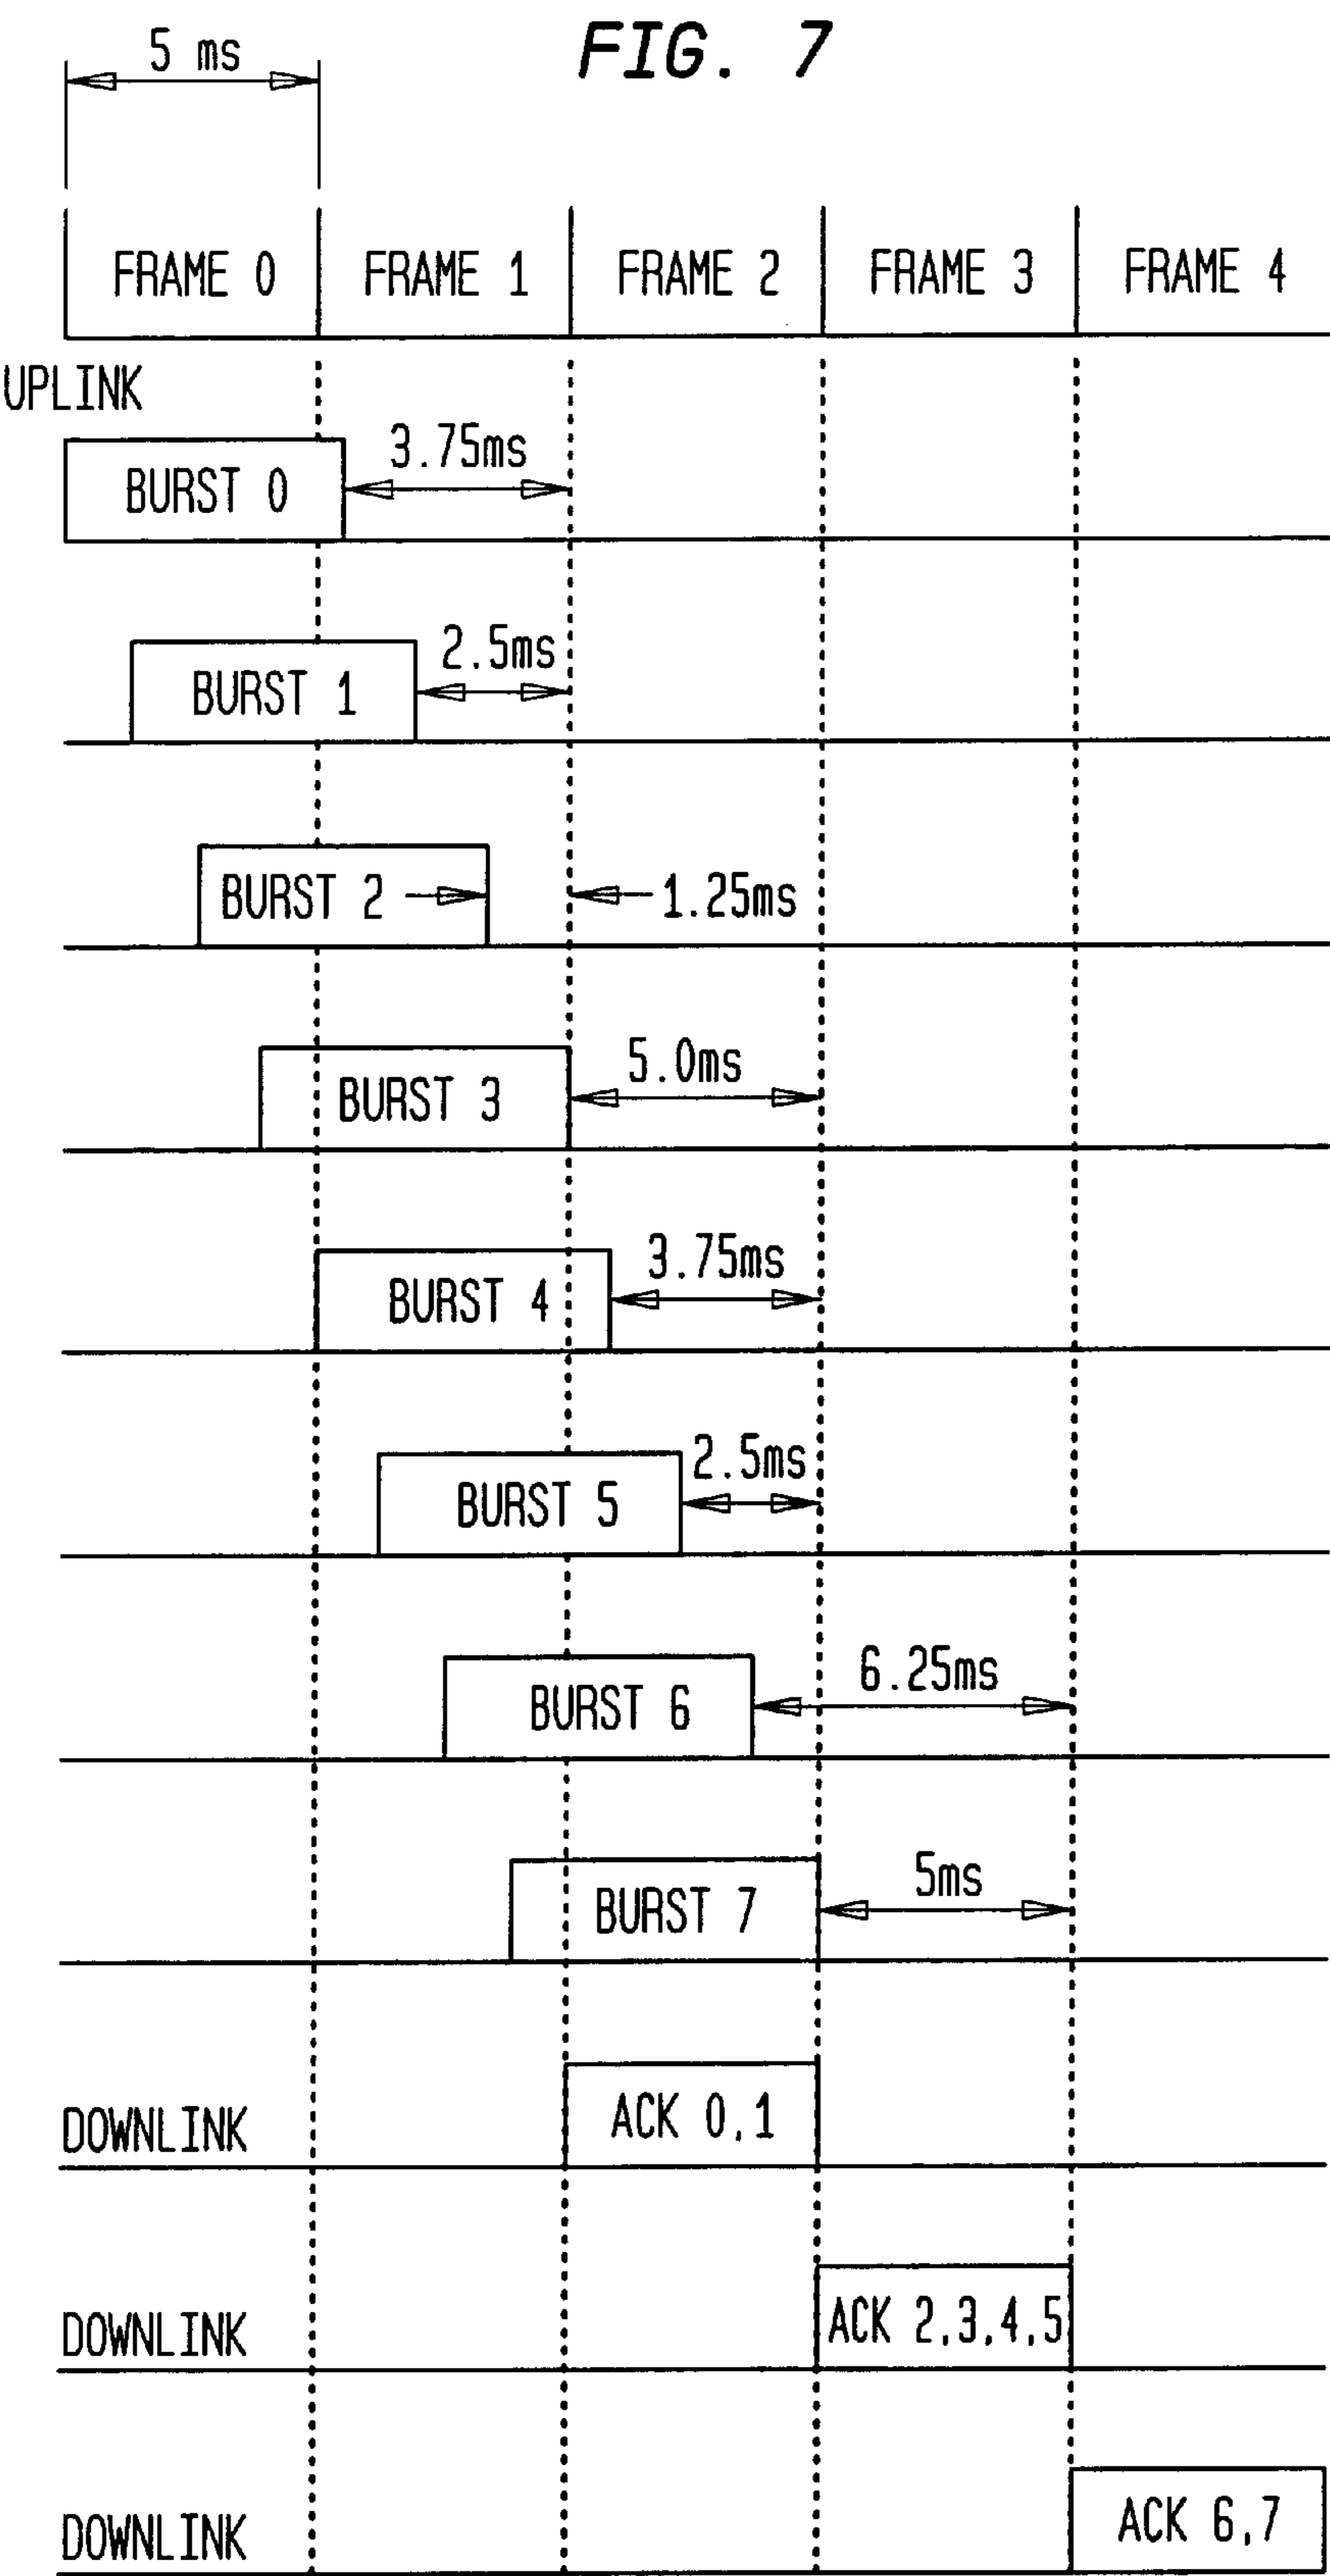 FIG. 7
5 ms
FRAME 0 FRAME 1 FRAME 2 FRAME 3 FRAME 4
UPLINK
BURST 0 3.75ms
BURST 1 2.5ms
BURST 2 1.25ms
BURST 3 5.0ms
BURST 4 3.75ms
BURST 5 2.5ms
BURST 6 6.25ms
BURST 7 5ms
DOWNLINK ACK 0,1
DOWNLINK ACK 2,3,4,5
DOWNLINK ACK 6,7